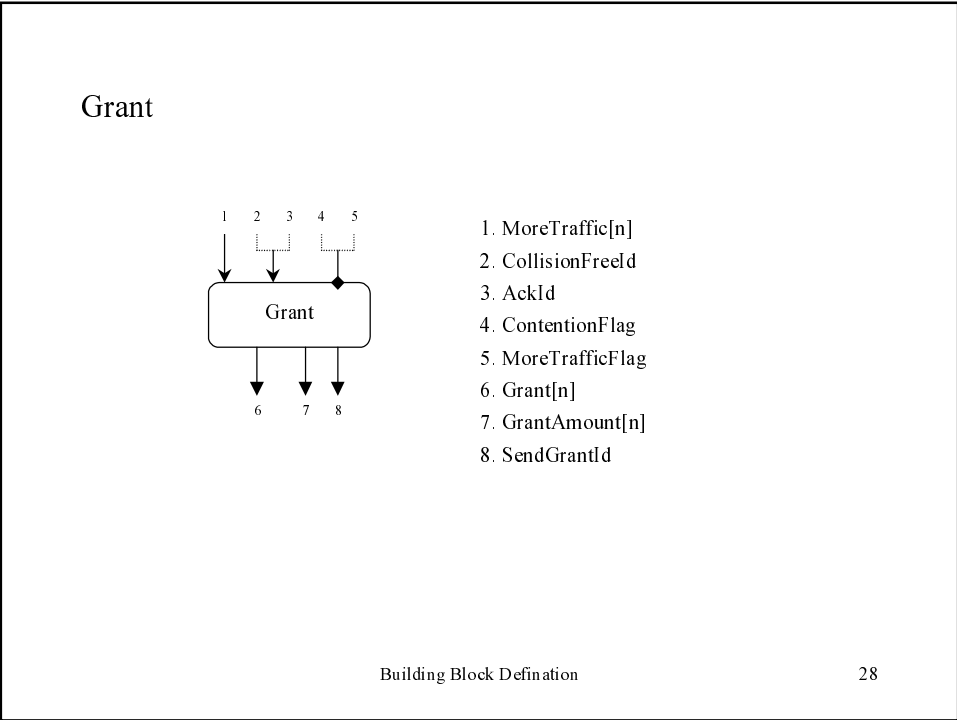 Grant
1 2 3 4 5
Grant
6 7 8
1. MoreTraffic[n]
2. CollisionFreeId
3. AckId
4. ContentionFlag
5. MoreTrafficFlag
6. Grant[n]
7. GrantAmount[n]
8. SendGrantId
Building Block Defination 28